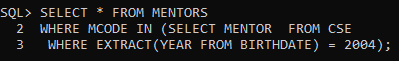 SQL> SELECT * FROM MENTORS
2 WHERE MCODE IN (SELECT MENTOR FROM CSE
3 WHERE EXTRACT(YEAR FROM BIRTHDATE) = 2004);